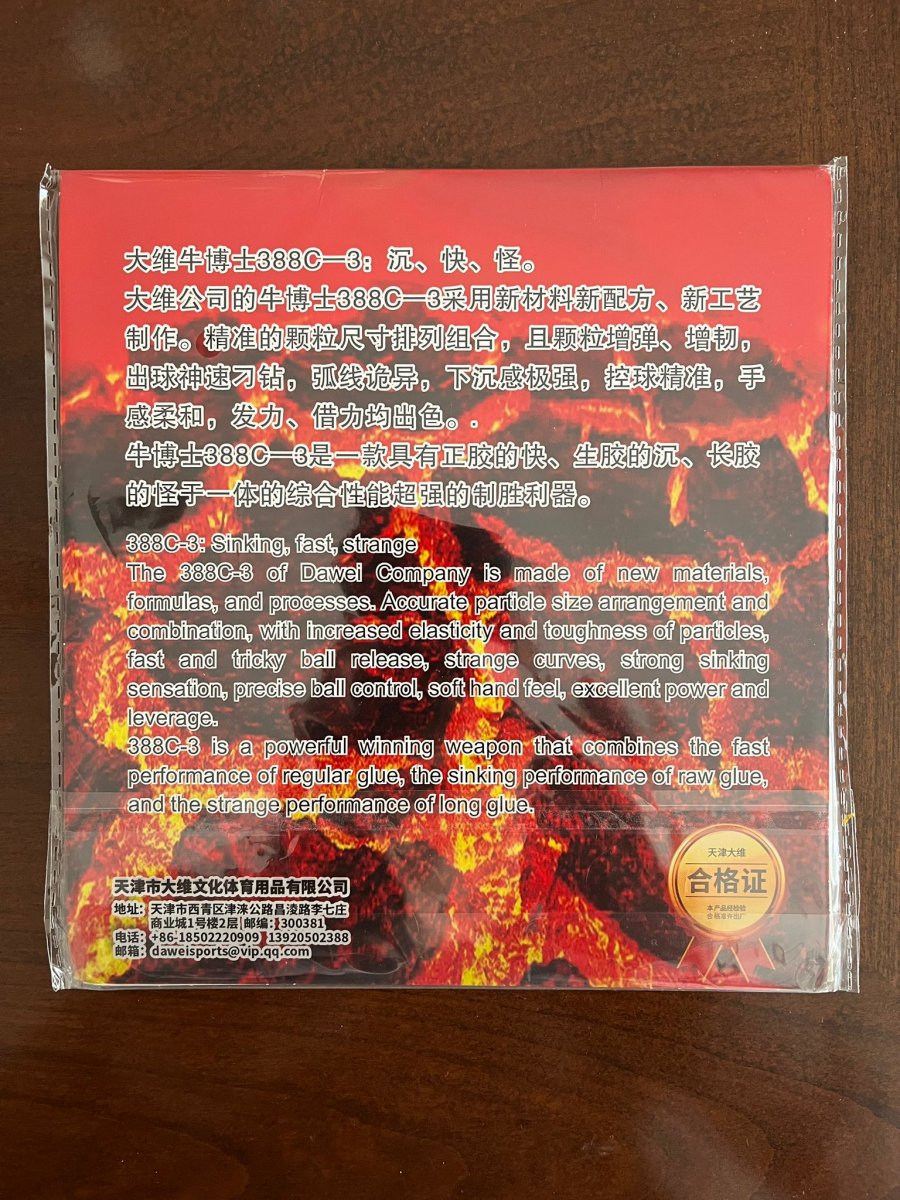 大维牛博士388C—3：沉、快、怪。
大维公司的牛博士388C—3采用新材料新配方、新工艺
制作。精准的颗粒尺寸排列组合，且颗粒增弹、增韧，
出球神速刁钻，弧线诡异，下沉感极强，控球精准，手
感柔和，发力、借力均出色。.
牛博士388C—3是一款具有正胶的快、生胶的沉、长胶
的怪于一体的综合性能超强的制胜利器。
388C-3: Sinking, fast, strange
The 388C-3 of Dawei Company is made of new materials,
formulas, and processes. Accurate particle size arrangement and
combination, with increased elasticity and toughness of particles,
fast and tricky ball release, strange curves, strong sinking
sensation, precise ball control, soft hand feel, excellent power and
leverage.
388C-3 is a powerful winning weapon that combines the fast
performance of regular glue, the sinking performance of raw glue,
and the strange performance of long glue.
天津市大维文化体育用品有限公司
地址：天津市西青区津涞公路昌凌路李七庄
商业城1号楼2层|邮编：300381
电话：+86-18502220909 13920502388
邮箱：daweisports@vip.qq.com
天津大维
合格证
本产品经检验
合格准许出厂